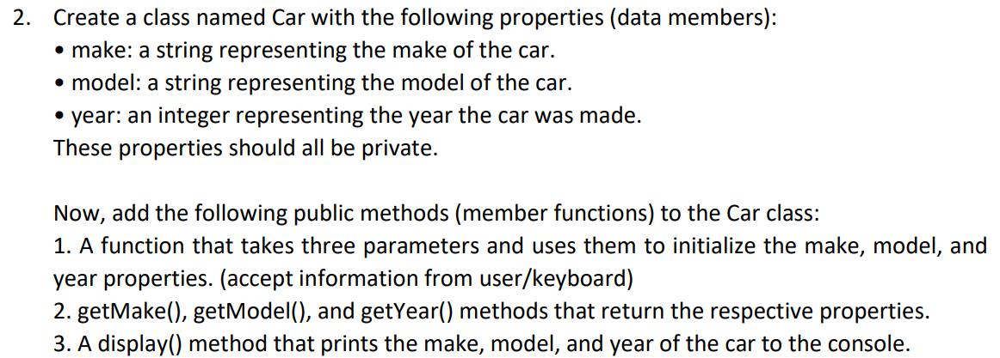 2. Create a class named Car with the following properties (data members):
• make: a string representing the make of the car.
• model: a string representing the model of the car.
• year: an integer representing the year the car was made.
These properties should all be private.
Now, add the following public methods (member functions) to the Car class:
1. A function that takes three parameters and uses them to initialize the make, model, and
year properties. (accept information from user/keyboard)
2. getMake(), getModel(), and getYear() methods that return the respective properties.
3. A display() method that prints the make, model, and year of the car to the console.